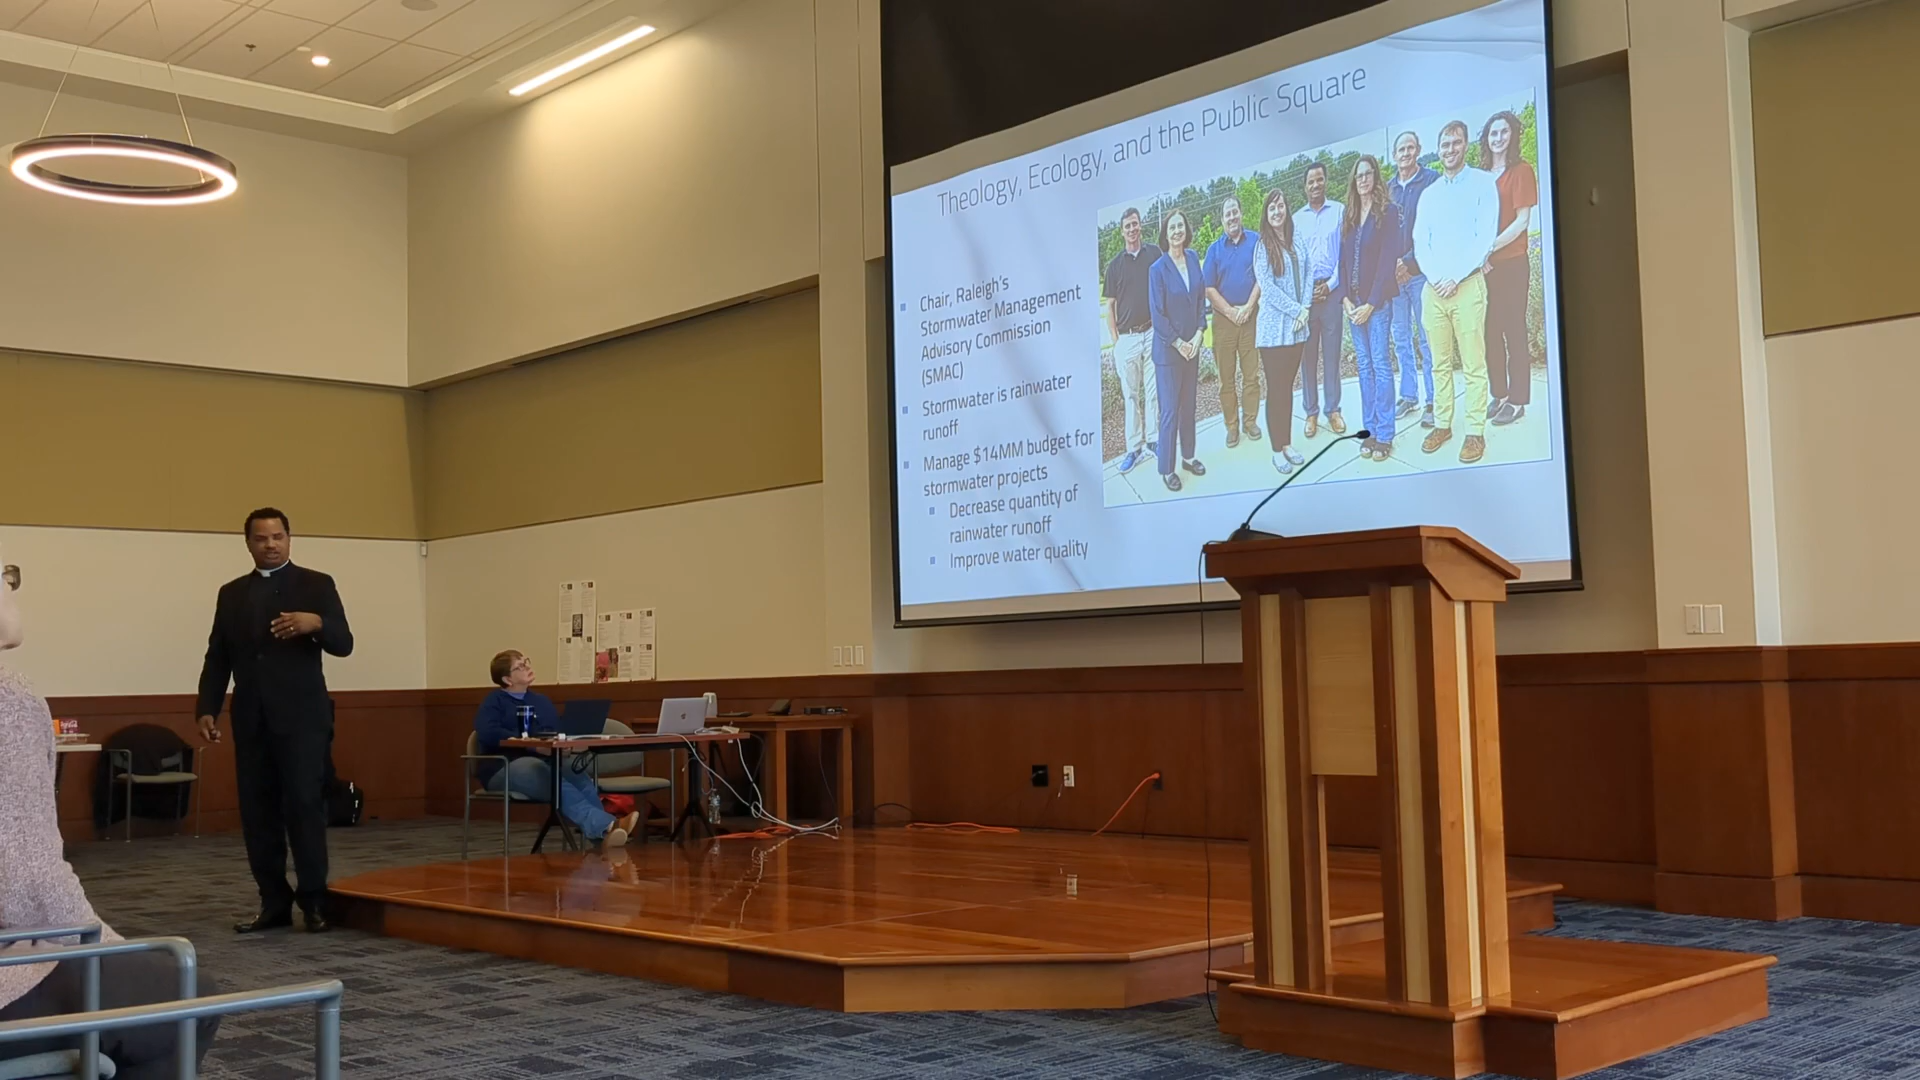 Theology, Ecology, and the Public Square
Chair, Raleigh's
Stormwater Management
Advisory Commission
(SMAC)
Stormwater is rainwater
runoff
Manage $14MM budget for
stormwater projects
Decrease quantity of
rainwater runoff
Improve water quality